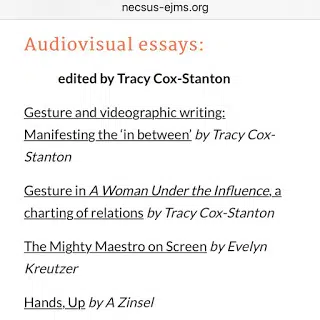 necsus-ejms.org
Audiovisual essays:
edited by Tracy Cox-Stanton
Gesture and videographic writing:
Manifesting the ‘in between’ by Tracy Cox-
Stanton
Gesture in A Woman Under the Influence, a
charting of relations by Tracy Cox-Stanton
The Mighty Maestro on Screen by Evelyn
Kreutzer
Hands, Up by A Zinsel